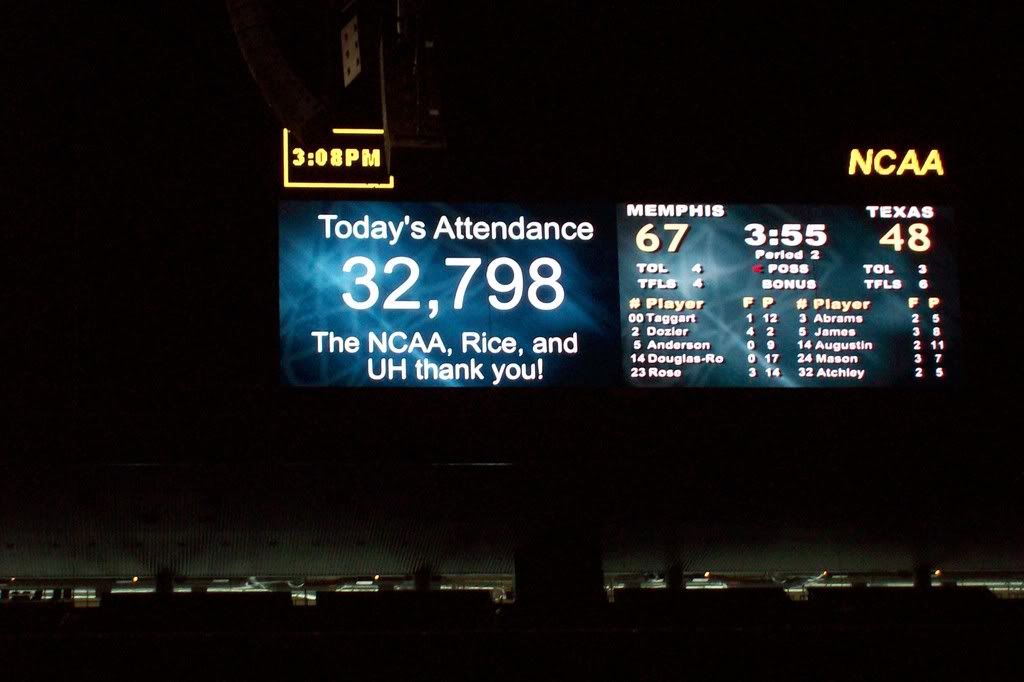 3:08PM
NCAA
Today's Attendance
32,798
The NCAA, Rice, and
UH thank you!
MEMPHIS TEXAS
67 3:55 48
Period 2
TOL 4 < POSS TOL 3
TFLS 4 BONUS TFLS 6
# Player F P # Player F P
00 Taggart 1 12 3 Abrams 2 5
2 Dozier 4 2 5 James 3 8
5 Anderson 0 9 14 Augustin 2 11
14 Douglas-Ro 0 17 24 Mason 3 7
23 Rose 3 14 32 Atchley 2 5